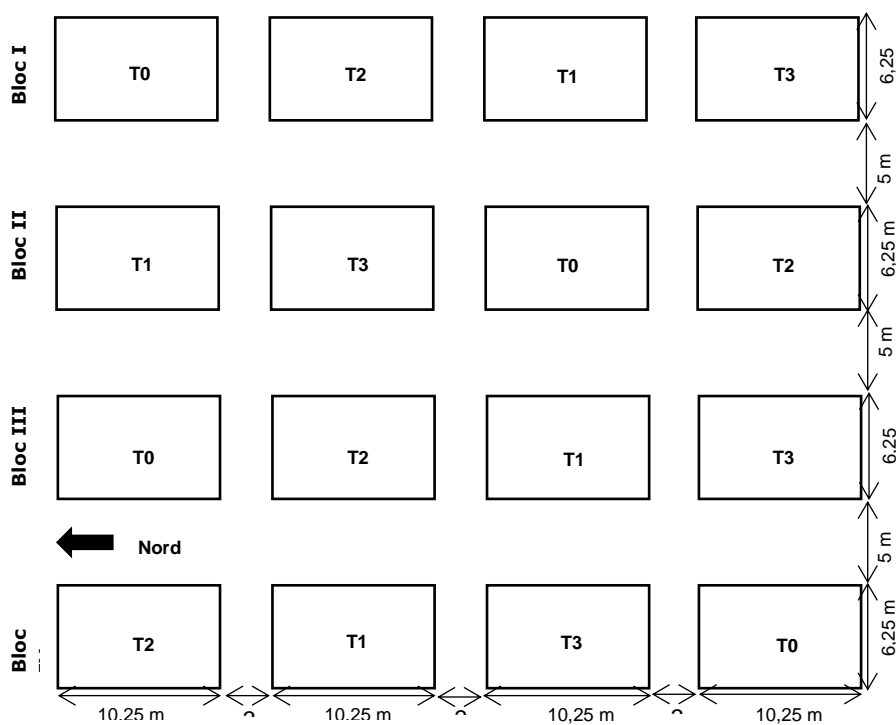 Bloc I
T0 T2 T1 T3
6,25
5 m
Bloc II
T1 T3 T0 T2
6,25 m
5 m
Bloc III
T0 T2 T1 T3
6,25
5 m
Nord
Bloc
T2 T1 T3 T0
6,25 m
10,25 m 10,25 m 10,25 m 10,25 m